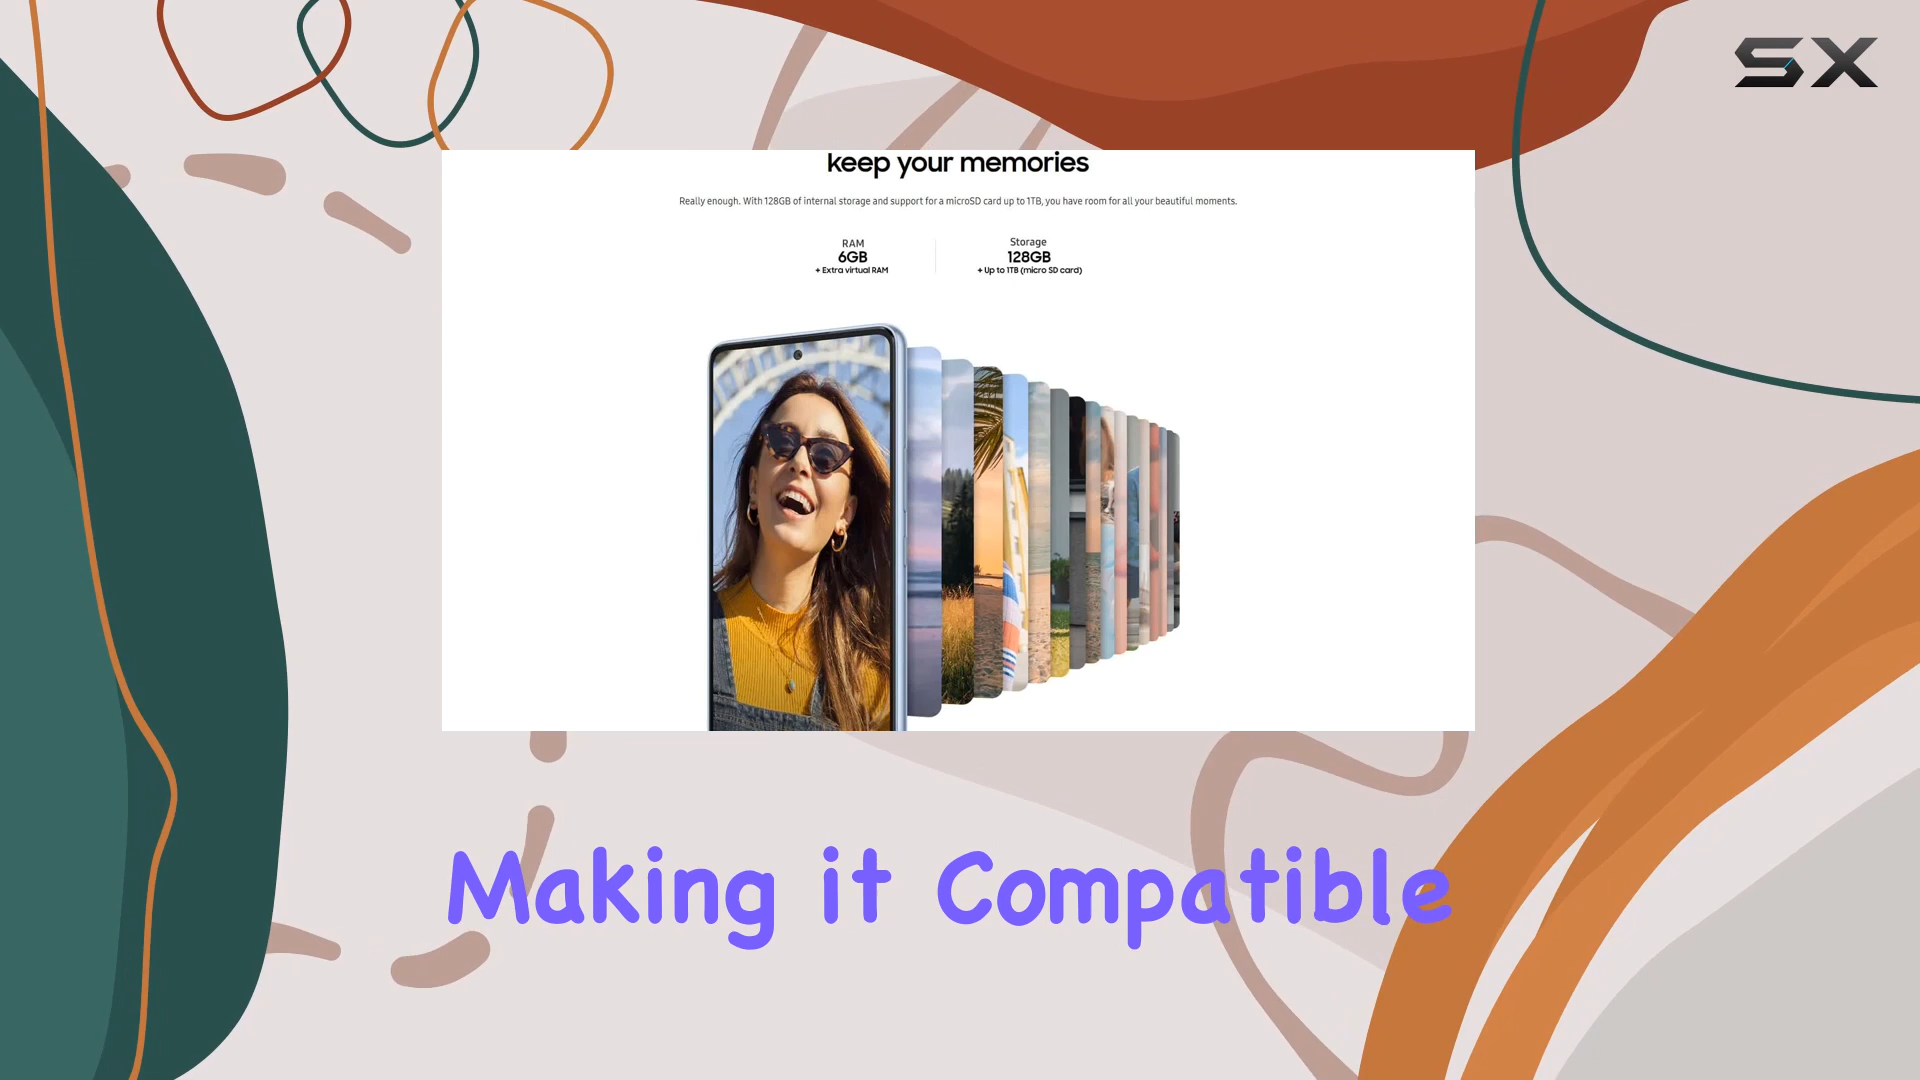 SX
keep your memories
Really enough. With 128GB of internal storage and support for a microSD card up to 1TB, you have room for all your beautiful moments.
RAM
6GB
+ Extra virtual RAM
Storage
128GB
+ Up to 1TB (micro SD card)
Making it Compatible